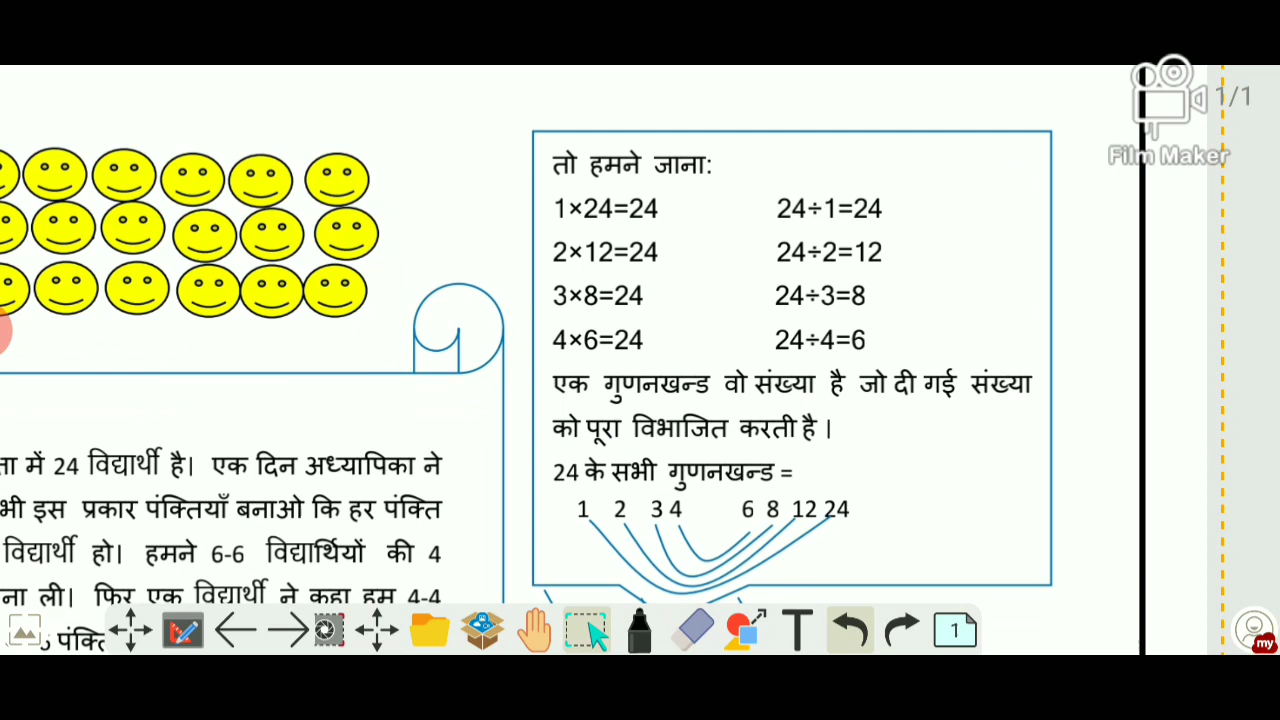 1/1
Film Maker
तो हमने जाना:
1×24=24 24÷1=24
2×12=24 24÷2=12
3×8=24 24÷3=8
4×6=24 24÷4=6
एक गुणनखन्ड वो संख्या है जो दी गई संख्या
को पूरा विभाजित करती है ।
24 के सभी गुणनखन्ड =
1 2 3 4 6 8 12 24
में 24 विद्यार्थी है। एक दिन अध्यापिका ने
भी इस प्रकार पंक्तियाँ बनाओ कि हर पंक्ति
विद्यार्थी हो। हमने 6-6 विद्यार्थियों की 4
ना ली। फिर एक विद्यार्थी ने कहा हम 4-4
T
1
my